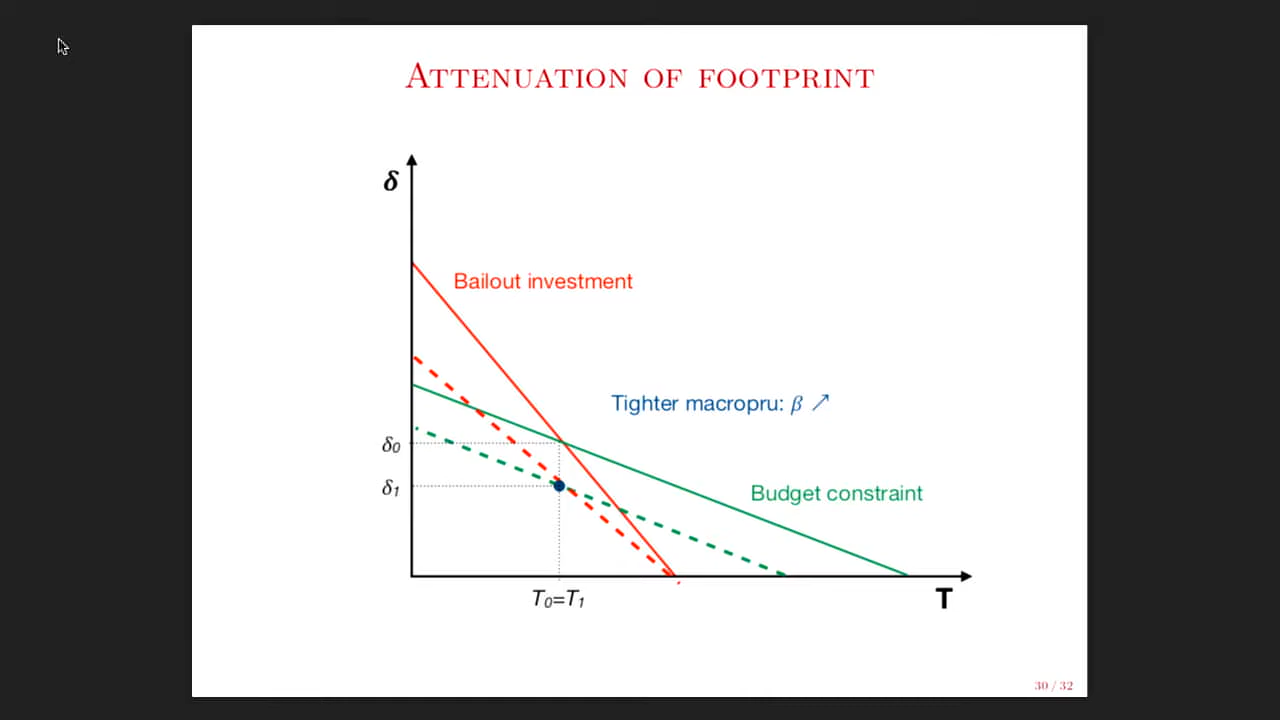 ATTENUATION OF FOOTPRINT
δ
Bailout investment
Tighter macropru: β ↗
δ0
δ1
Budget constraint
T0=T1
T
30 / 32